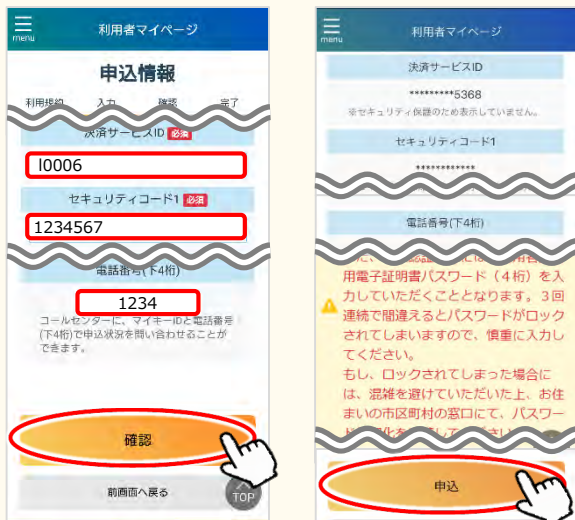 menu
利用者マイページ
申込情報
利用規約 入力 確認 完了
決済サービスID 必須
I0006
セキュリティコード1 必須
1234567
電話番号(下4桁)
1234
コールセンターに、マイキーIDと電話番号
(下4桁)で申込状況を問い合わせることが
できます。
確認
前画面へ戻る
TOP
menu
利用者マイページ
決済サービスID
*********5368
※セキュリティ保護のため表示していません。
セキュリティコード1
************
電話番号(下4桁)
用電子証明書パスワード（4桁）を入
力していただくこととなります。3回
連続で間違えるとパスワードがロック
されてしまいますので、慎重に入力し
てください。
もし、ロックされてしまった場合に
は、混雑を避けていただいた上、お住
まいの市区町村の窓口にて、パスワー
申込